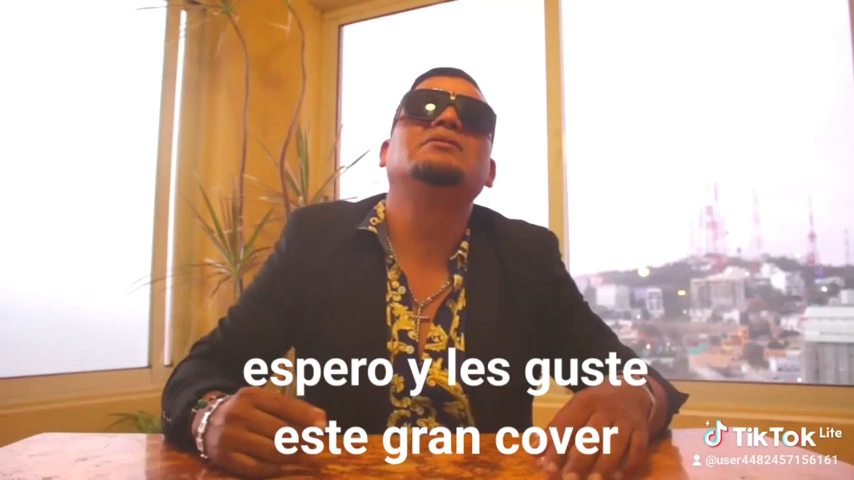 espero y les guste
este gran cover
TikTok Lite
@user4482457156161